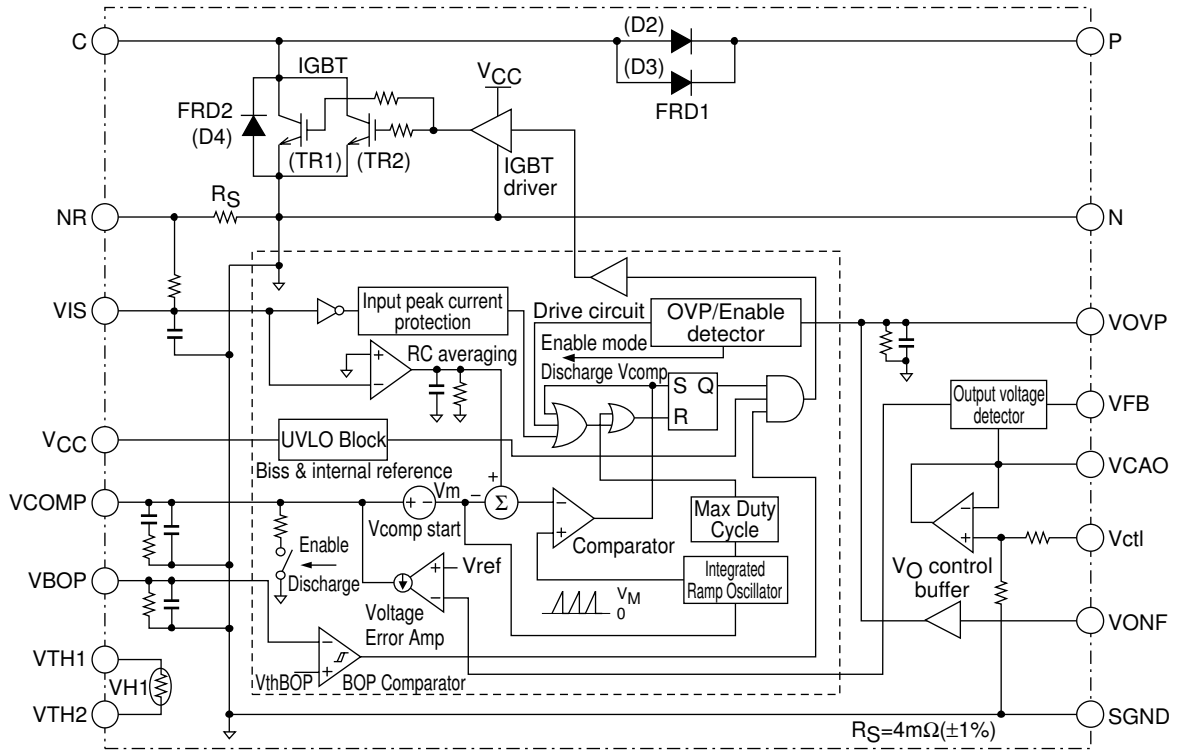 C
P
(D2)
(D3)
FRD1
IGBT
VCC
FRD2
(D4)
(TR1)
(TR2)
IGBT
driver
RS
NR
N
VIS
Input peak current
protection
Drive circuit
OVP/Enable
detector
VOVP
Enable mode
Discharge Vcomp
RC averaging
+
−
S Q
R
Output voltage
detector
VFB
VCC
UVLO Block
Biss & internal reference
VCAO
VCOMP
+ −
Vm
Vcomp start
+
−
Σ
−
+
Comparator
Max Duty
Cycle
−
+
Vctl
Enable
Discharge
Vref
+
−
Integrated
Ramp Oscillator
VO control
buffer
VBOP
Voltage
Error Amp
VM
0
VONF
VTH1
VH1
VTH2
−
+
VthBOP
BOP Comparator
SGND
RS=4mΩ(±1%)